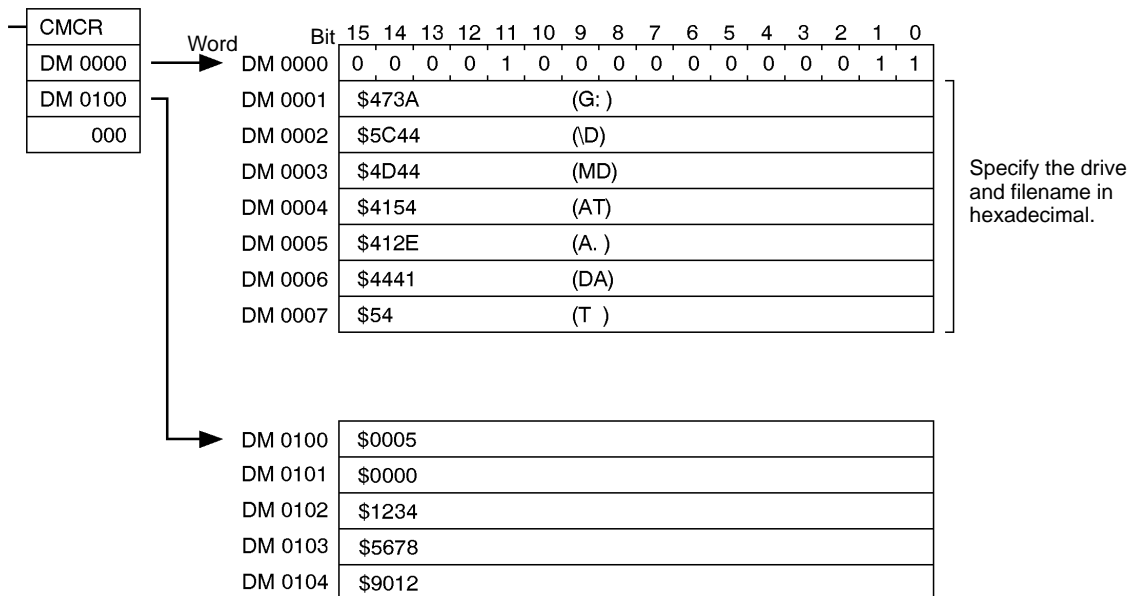 CMCR
DM 0000
DM 0100
000
Word
Bit 15 14 13 12 11 10 9 8 7 6 5 4 3 2 1 0
DM 0000 0 0 0 0 1 0 0 0 0 0 0 0 0 0 1 1
DM 0001 $473A (G: )
DM 0002 $5C44 (\D)
DM 0003 $4D44 (MD)
DM 0004 $4154 (AT)
DM 0005 $412E (A. )
DM 0006 $4441 (DA)
DM 0007 $54 (T )
Specify the drive
and filename in
hexadecimal.
DM 0100 $0005
DM 0101 $0000
DM 0102 $1234
DM 0103 $5678
DM 0104 $9012